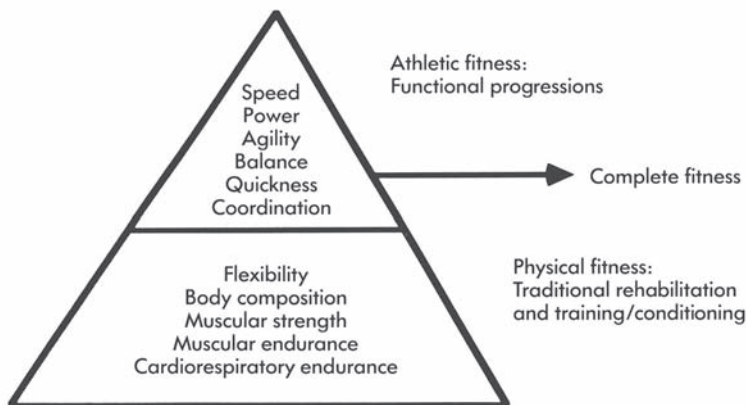 Speed
Power
Agility
Balance
Quickness
Coordination
Athletic fitness:
Functional progressions
Complete fitness
Flexibility
Body composition
Muscular strength
Muscular endurance
Cardiorespiratory endurance
Physical fitness:
Traditional rehabilitation
and training/conditioning